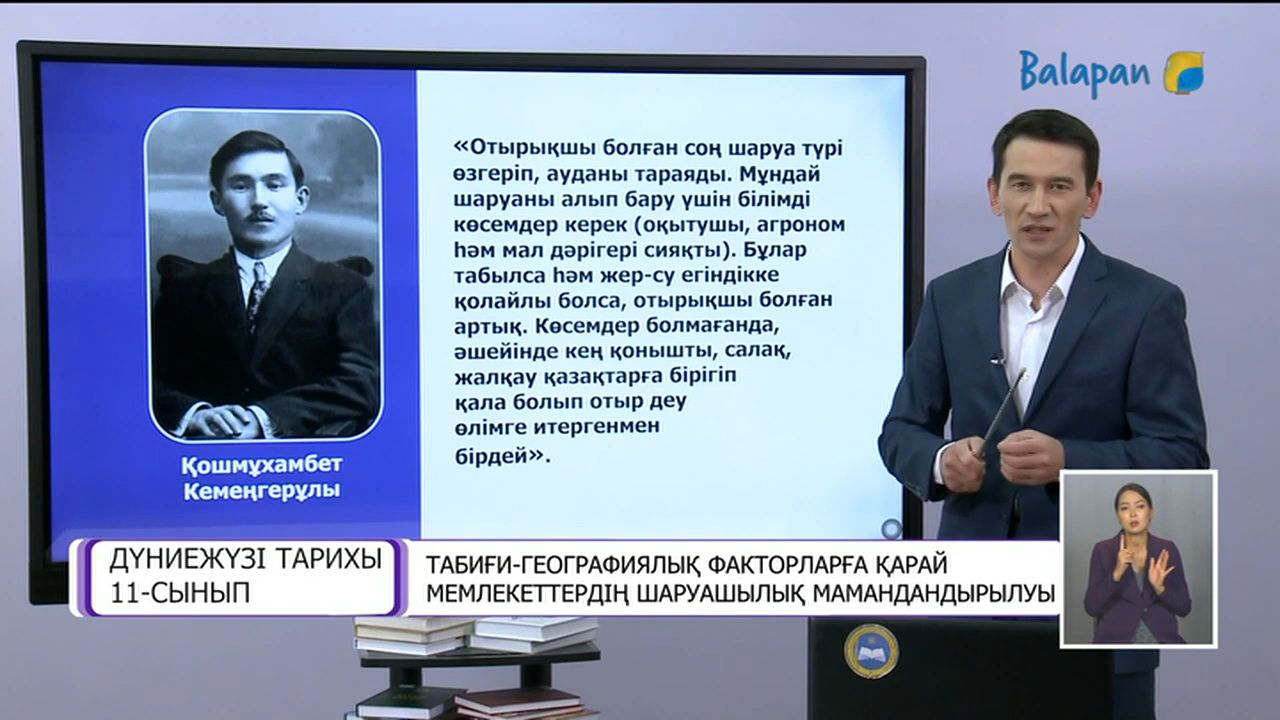 Balapan
«Отырықшы болған соң шаруа түрі
өзгеріп, ауданы тараяды. Мұндай
шаруаны алып бару үшін білімді
көсемдер керек (оқытушы, агроном
һәм мал дәрігері сияқты). Бұлар
табылса һәм жер-су егіндікке
қолайлы болса, отырықшы болған
артық. Көсемдер болмағанда,
әшейінде кең қонышты, салақ,
жалқау қазақтарға бірігіп
қала болып отыр деу
өлімге итергенмен
бірдей».
Қошмұхамбет
Кемеңгерұлы
ДҮНИЕЖҮЗІ ТАРИХЫ
11-СЫНЫП
ТАБИҒИ-ГЕОГРАФИЯЛЫҚ ФАКТОРЛАРҒА ҚАРАЙ
МЕМЛЕКЕТТЕРДІҢ ШАРУАШЫЛЫҚ МАМАНДАНДЫРЫЛУЫ